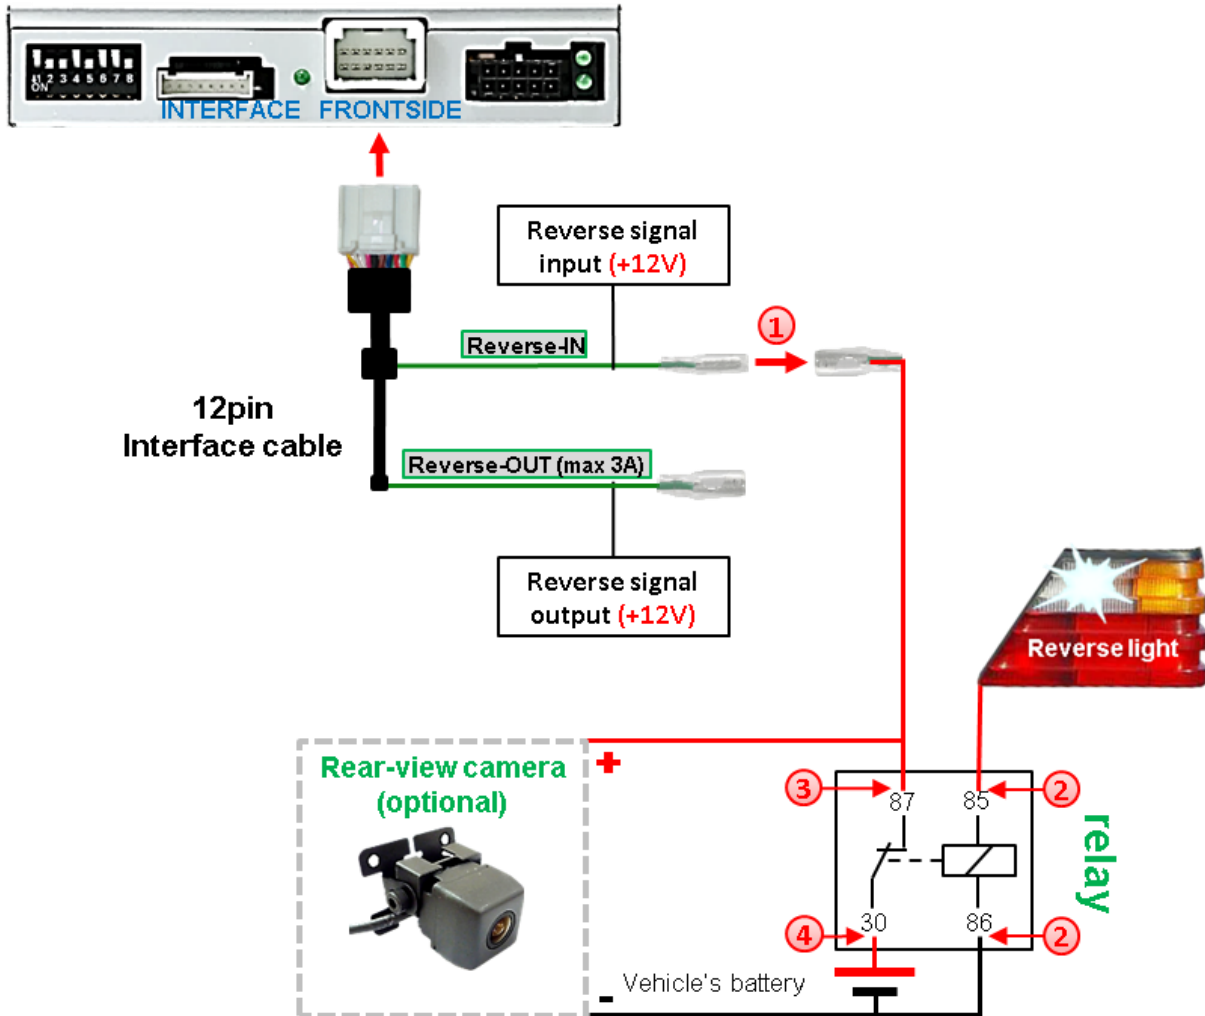 1 2 3 4 5 6 7 8
ON
INTERFACE FRONTSIDE
Reverse signal
input (+12V)
1
Reverse-IN
12pin
Interface cable
Reverse-OUT (max 3A)
Reverse signal
output (+12V)
Reverse light
Rear-view camera
(optional)
+
3
87
85
2
relay
4
30
86
2
- Vehicle's battery